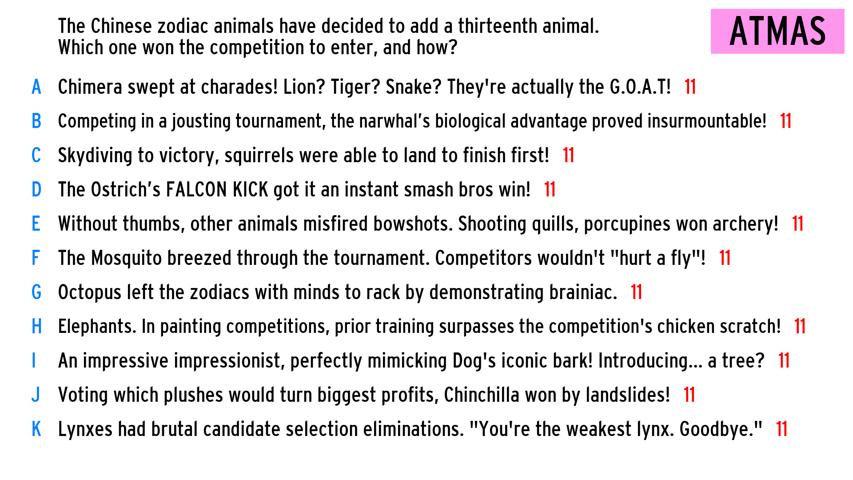 The Chinese zodiac animals have decided to add a thirteenth animal.
Which one won the competition to enter, and how?
ATMAS
A Chimera swept at charades! Lion? Tiger? Snake? They're actually the G.O.A.T! 11
B Competing in a jousting tournament, the narwhal's biological advantage proved insurmountable! 11
C Skydiving to victory, squirrels were able to land to finish first! 11
D The Ostrich's FALCON KICK got it an instant smash bros win! 11
E Without thumbs, other animals misfired bowshots. Shooting quills, porcupines won archery! 11
F The Mosquito breezed through the tournament. Competitors wouldn't "hurt a fly"! 11
G Octopus left the zodiacs with minds to rack by demonstrating brainiac. 11
H Elephants. In painting competitions, prior training surpasses the competition's chicken scratch! 11
I An impressive impressionist, perfectly mimicking Dog's iconic bark! Introducing... a tree? 11
J Voting which plushes would turn biggest profits, Chinchilla won by landslides! 11
K Lynxes had brutal candidate selection eliminations. "You're the weakest lynx. Goodbye." 11